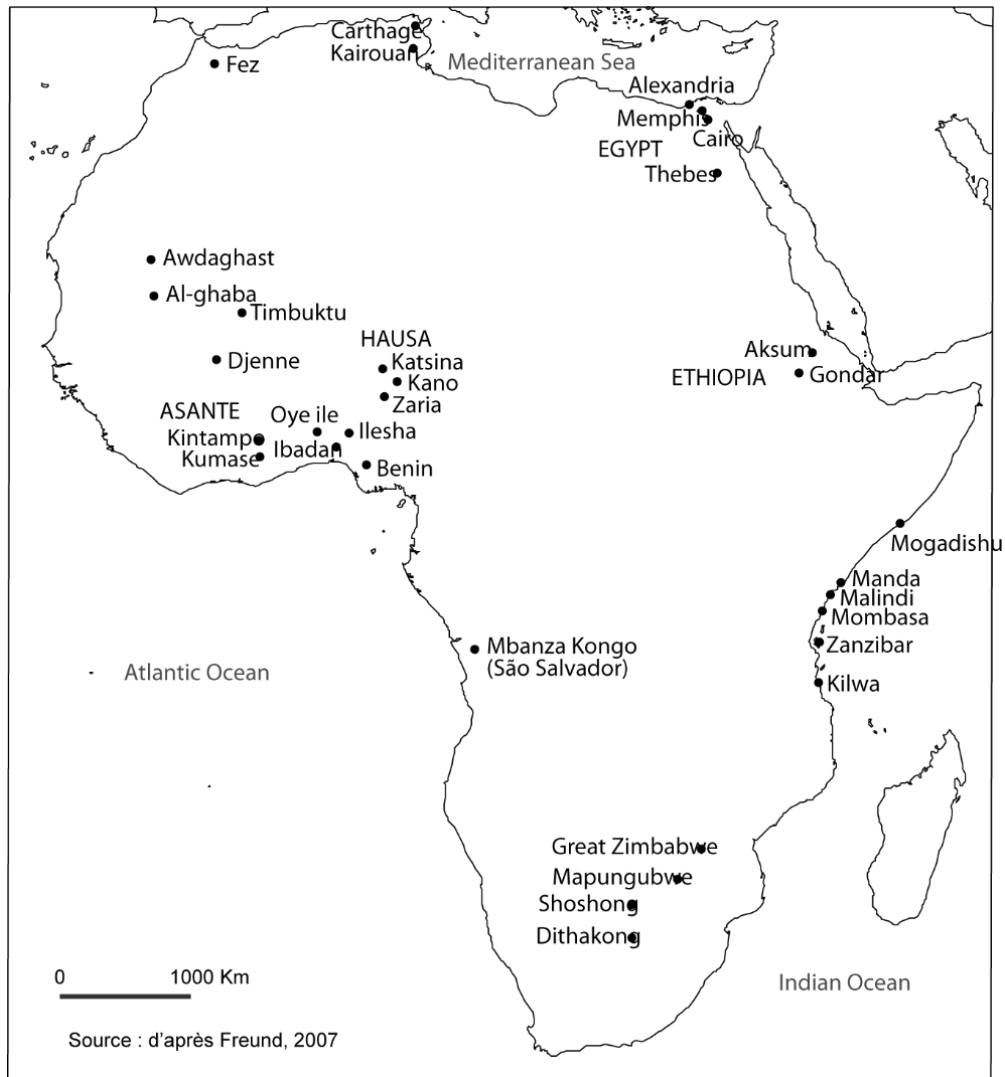 Carthage
Kairouan
Mediterranean Sea
Fez
Alexandria
Memphis
Cairo
EGYPT
Thebes
Awdaghast
Al-ghaba
Timbuktu
HAUSA
Djenne
Katsina
Kano
Zaria
Aksum
ETHIOPIA
Gondar
ASANTE
Oye ile
Kintampo
Ibadan
Ilesha
Kumase
Benin
Mogadishu
Manda
Malindi
Mombasa
Mbanza Kongo
(São Salvador)
Zanzibar
Atlantic Ocean
Kilwa
Great Zimbabwe
Mapungubwe
Shoshong
Dithakong
0 1000 Km
Indian Ocean
Source : d'après Freund, 2007